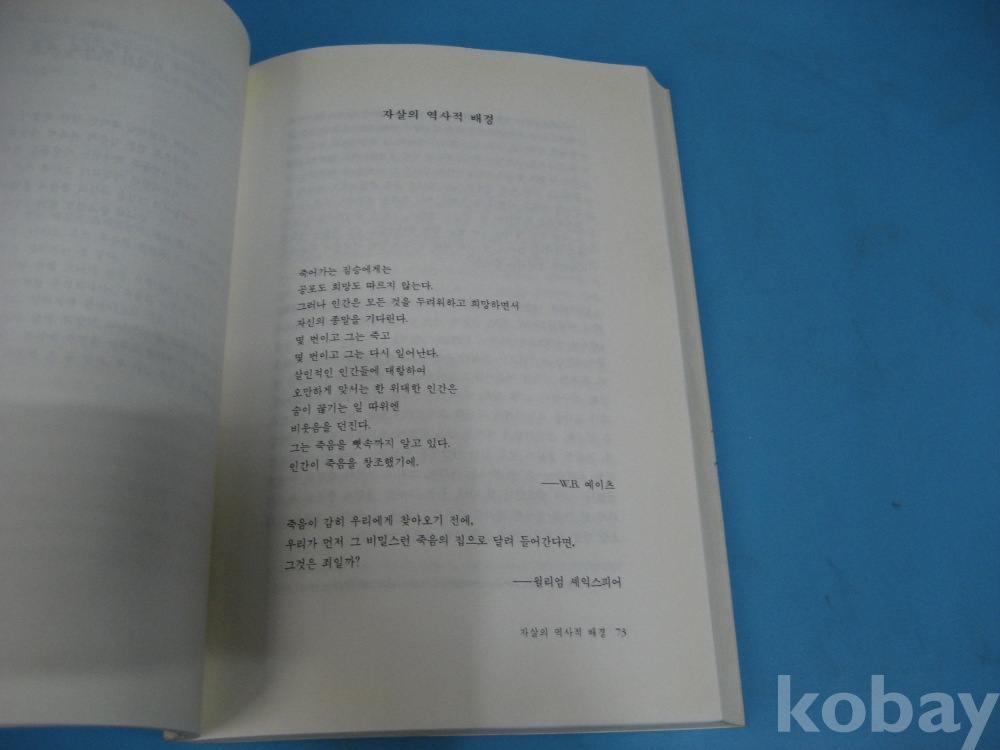 자살의 역사적 배경
죽어가는 짐승에게는
공포도 희망도 따르지 않는다.
그러나 인간은 모든 것을 두려워하고 희망하면서
자신의 종말을 기다린다.
몇 번이고 그는 죽고
몇 번이고 그는 다시 일어난다.
살인적인 인간들에 대항하여
오만하게 맞서는 한 위대한 인간은
숨이 끊기는 일 따위엔
비웃음을 던진다.
그는 죽음을 뼛속까지 알고 있다.
인간이 죽음을 창조했기에.
──W.B. 예이츠
죽음이 감히 우리에게 찾아오기 전에,
우리가 먼저 그 비밀스런 죽음의 집으로 달려 들어간다면,
그것은 죄일까?
──윌리엄 셰익스피어
자살의 역사적 배경 73
kobay